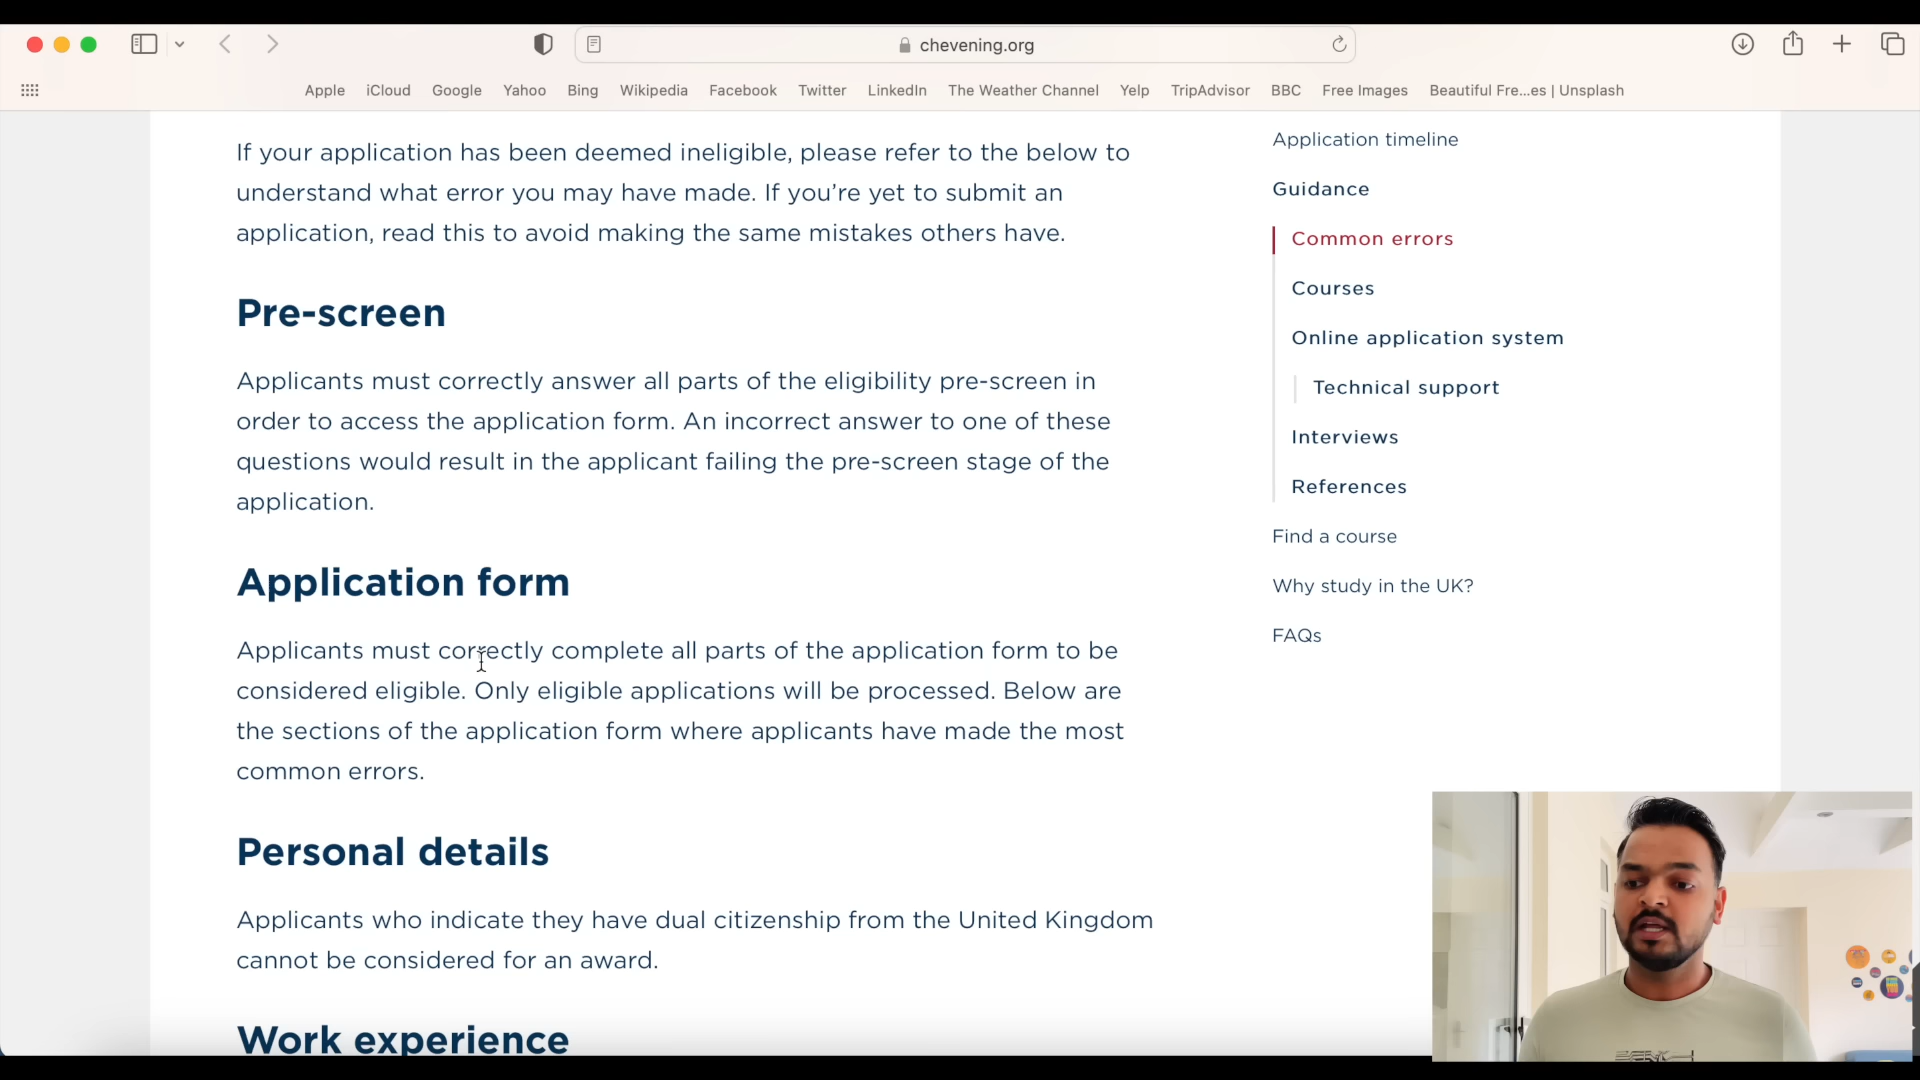 chevening.org
Apple iCloud Google Yahoo Bing Wikipedia Facebook Twitter LinkedIn The Weather Channel Yelp TripAdvisor BBC Free Images Beautiful Fre...es | Unsplash
If your application has been deemed ineligible, please refer to the below to
understand what error you may have made. If you’re yet to submit an
application, read this to avoid making the same mistakes others have.
Pre-screen
Applicants must correctly answer all parts of the eligibility pre-screen in
order to access the application form. An incorrect answer to one of these
questions would result in the applicant failing the pre-screen stage of the
application.
Application form
Applicants must correctly complete all parts of the application form to be
considered eligible. Only eligible applications will be processed. Below are
the sections of the application form where applicants have made the most
common errors.
Personal details
Applicants who indicate they have dual citizenship from the United Kingdom
cannot be considered for an award.
Work experience
Application timeline
Guidance
Common errors
Courses
Online application system
Technical support
Interviews
References
Find a course
Why study in the UK?
FAQs